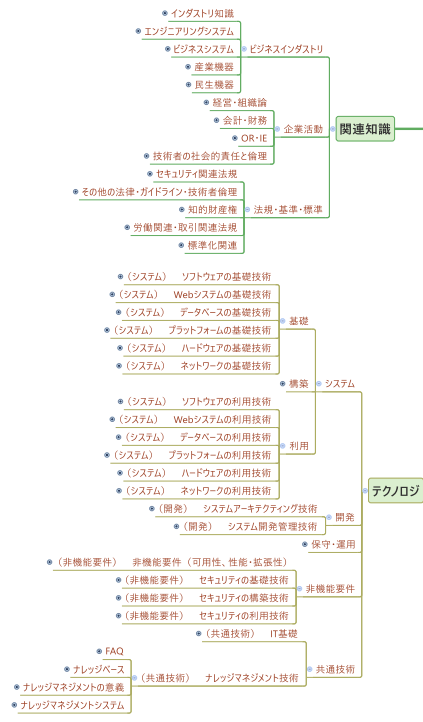 インダストリ知識
エンジニアリングシステム
ビジネスシステム
ビジネスインダストリ
産業機器
民生機器
経営・組織論
会計・財務
企業活動
関連知識
OR・IE
技術者の社会的責任と倫理
セキュリティ関連法規
その他の法律・ガイドライン・技術者倫理
知的財産権
法規・基準・標準
労働関連・取引関連法規
標準化関連
（システム） ソフトウェアの基礎技術
（システム） Webシステムの基礎技術
（システム） データベースの基礎技術
基礎
（システム） プラットフォームの基礎技術
（システム） ハードウェアの基礎技術
（システム） ネットワークの基礎技術
構築
システム
（システム） ソフトウェアの利用技術
（システム） Webシステムの利用技術
（システム） データベースの利用技術
利用
（システム） プラットフォームの利用技術
（システム） ハードウェアの利用技術
（システム） ネットワークの利用技術
テクノロジ
（開発） システムアーキテクティング技術
開発
（開発） システム開発管理技術
保守・運用
（非機能要件） 非機能要件（可用性、性能・拡張性）
（非機能要件） セキュリティの基礎技術
非機能要件
（非機能要件） セキュリティの構築技術
（非機能要件） セキュリティの利用技術
（共通技術） IT基礎
共通技術
FAQ
ナレッジベース
（共通技術） ナレッジマネジメント技術
ナレッジマネジメントの意義
ナレッジマネジメントシステム